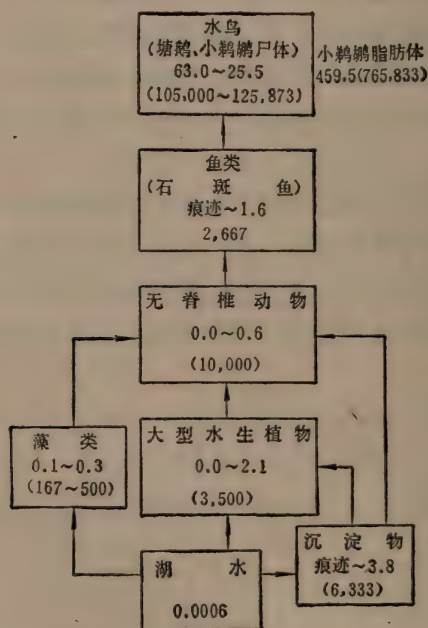 水鸟
(塘鹅、小鹈鹕尸体)
63.0~25.5
(105,000~125,873)
小鹈鹕脂肪体
459.5(765,833)
鱼类
(石斑鱼)
痕迹~1.6
2,667
无脊椎动物
0.0~0.6
(10,000)
藻类
0.1~0.3
(167~500)
大型水生植物
0.0~2.1
(3,500)
沉淀物
痕迹~3.8
(6,333)
湖水
0.0006